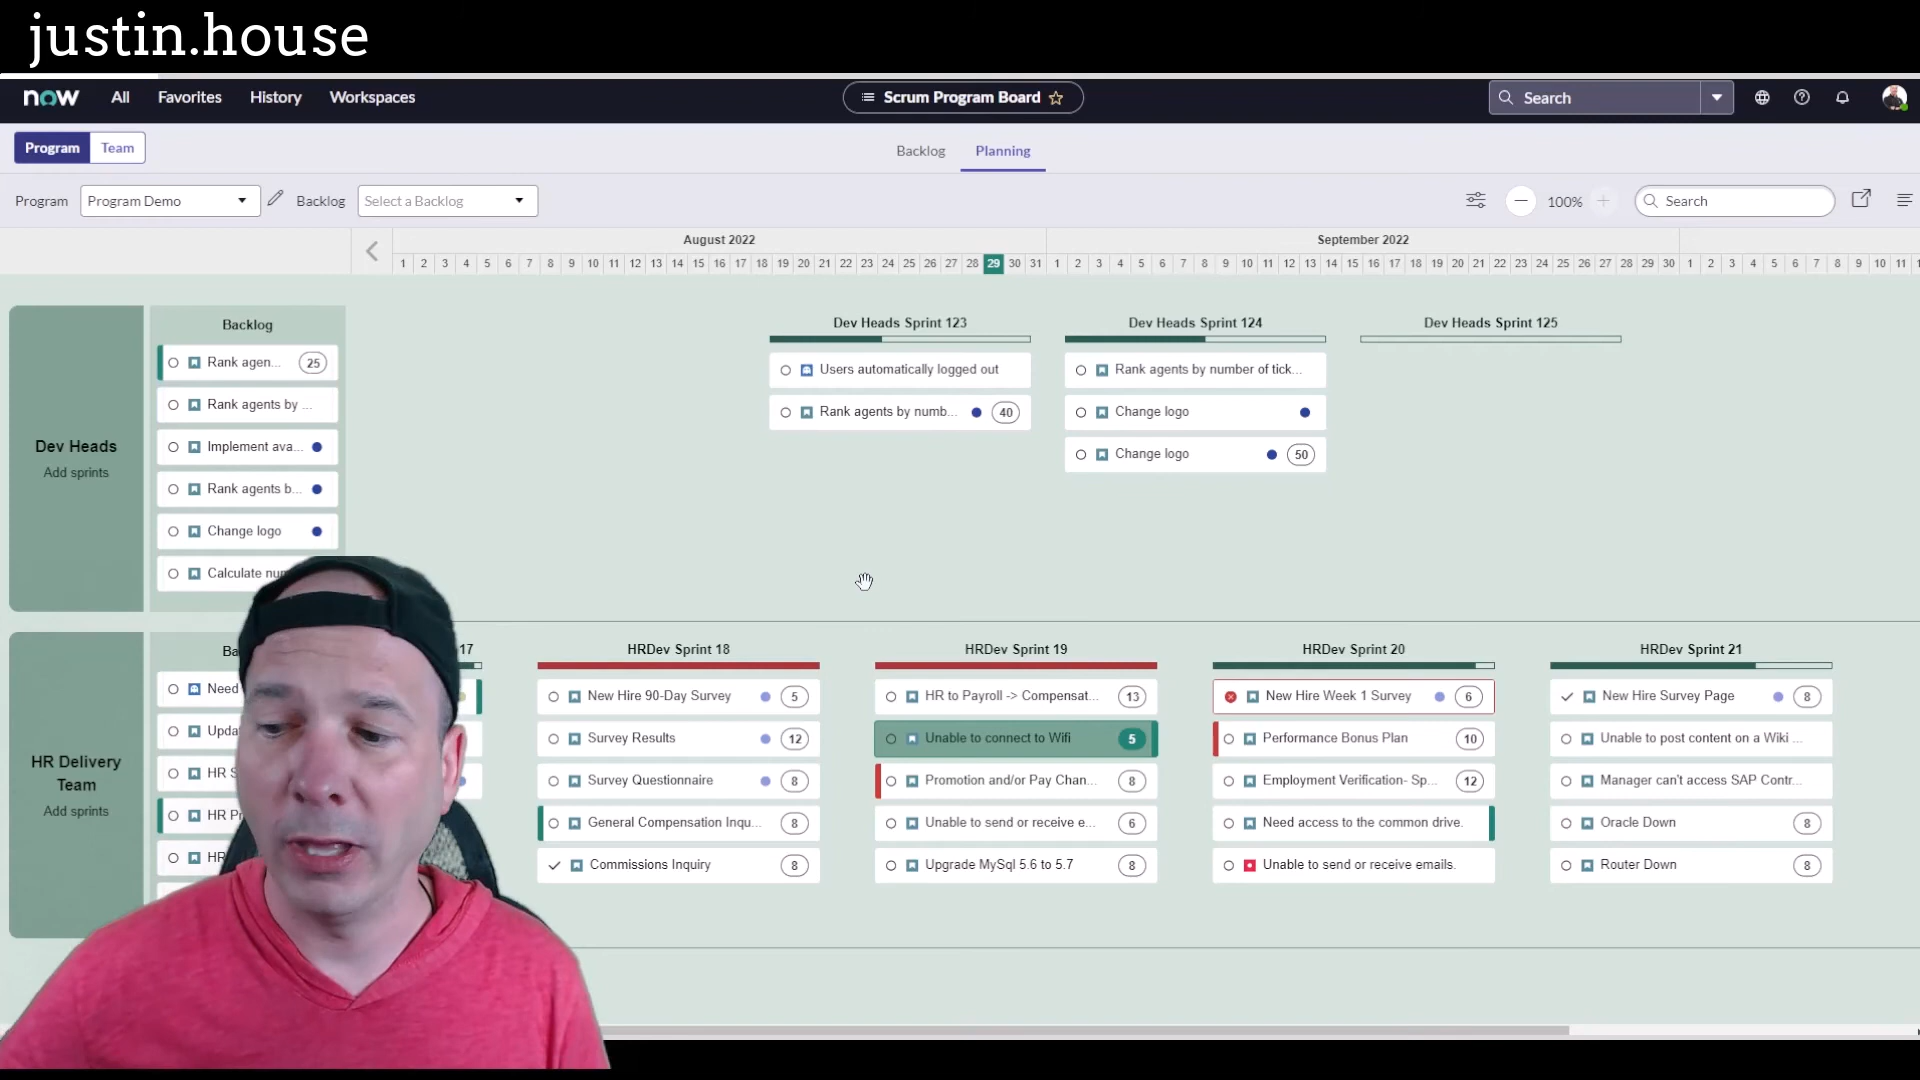 justin.house
now All Favorites History Workspaces Scrum Program Board Search
Program Team Backlog Planning
Program Program Demo Backlog Select a Backlog 100% Search
August 2022 September 2022
1 2 3 4 5 6 7 8 9 10 11 12 13 14 15 16 17 18 19 20 21 22 23 24 25 26 27 28 29 30 31 1 2 3 4 5 6 7 8 9 10 11 12 13 14 15 16 17 18 19 20 21 22 23 24 25 26 27 28 29 30 1 2 3 4 5 6 7 8 9 10 11
Dev Heads
Add sprints
Backlog
Rank agen... 25
Rank agents by ...
Implement ava...
Rank agents b...
Change logo
Calculate nu
Dev Heads Sprint 123
Users automatically logged out
Rank agents by numb... 40
Dev Heads Sprint 124
Rank agents by number of tick...
Change logo
Change logo 50
Dev Heads Sprint 125
HR Delivery
Team
Add sprints
Ba
Need
Upda
HR S
HR Pr
HR
17
HRDev Sprint 18
New Hire 90-Day Survey 5
Survey Results 12
Survey Questionnaire 8
General Compensation Inqu... 8
Commissions Inquiry 8
HRDev Sprint 19
HR to Payroll -> Compensat... 13
Unable to connect to Wifi 5
Promotion and/or Pay Chan... 8
Unable to send or receive e... 6
Upgrade MySql 5.6 to 5.7 8
HRDev Sprint 20
New Hire Week 1 Survey 6
Performance Bonus Plan 10
Employment Verification- Sp... 12
Need access to the common drive.
Unable to send or receive emails.
HRDev Sprint 21
New Hire Survey Page 8
Unable to post content on a Wiki ...
Manager can't access SAP Contr...
Oracle Down 8
Router Down 8